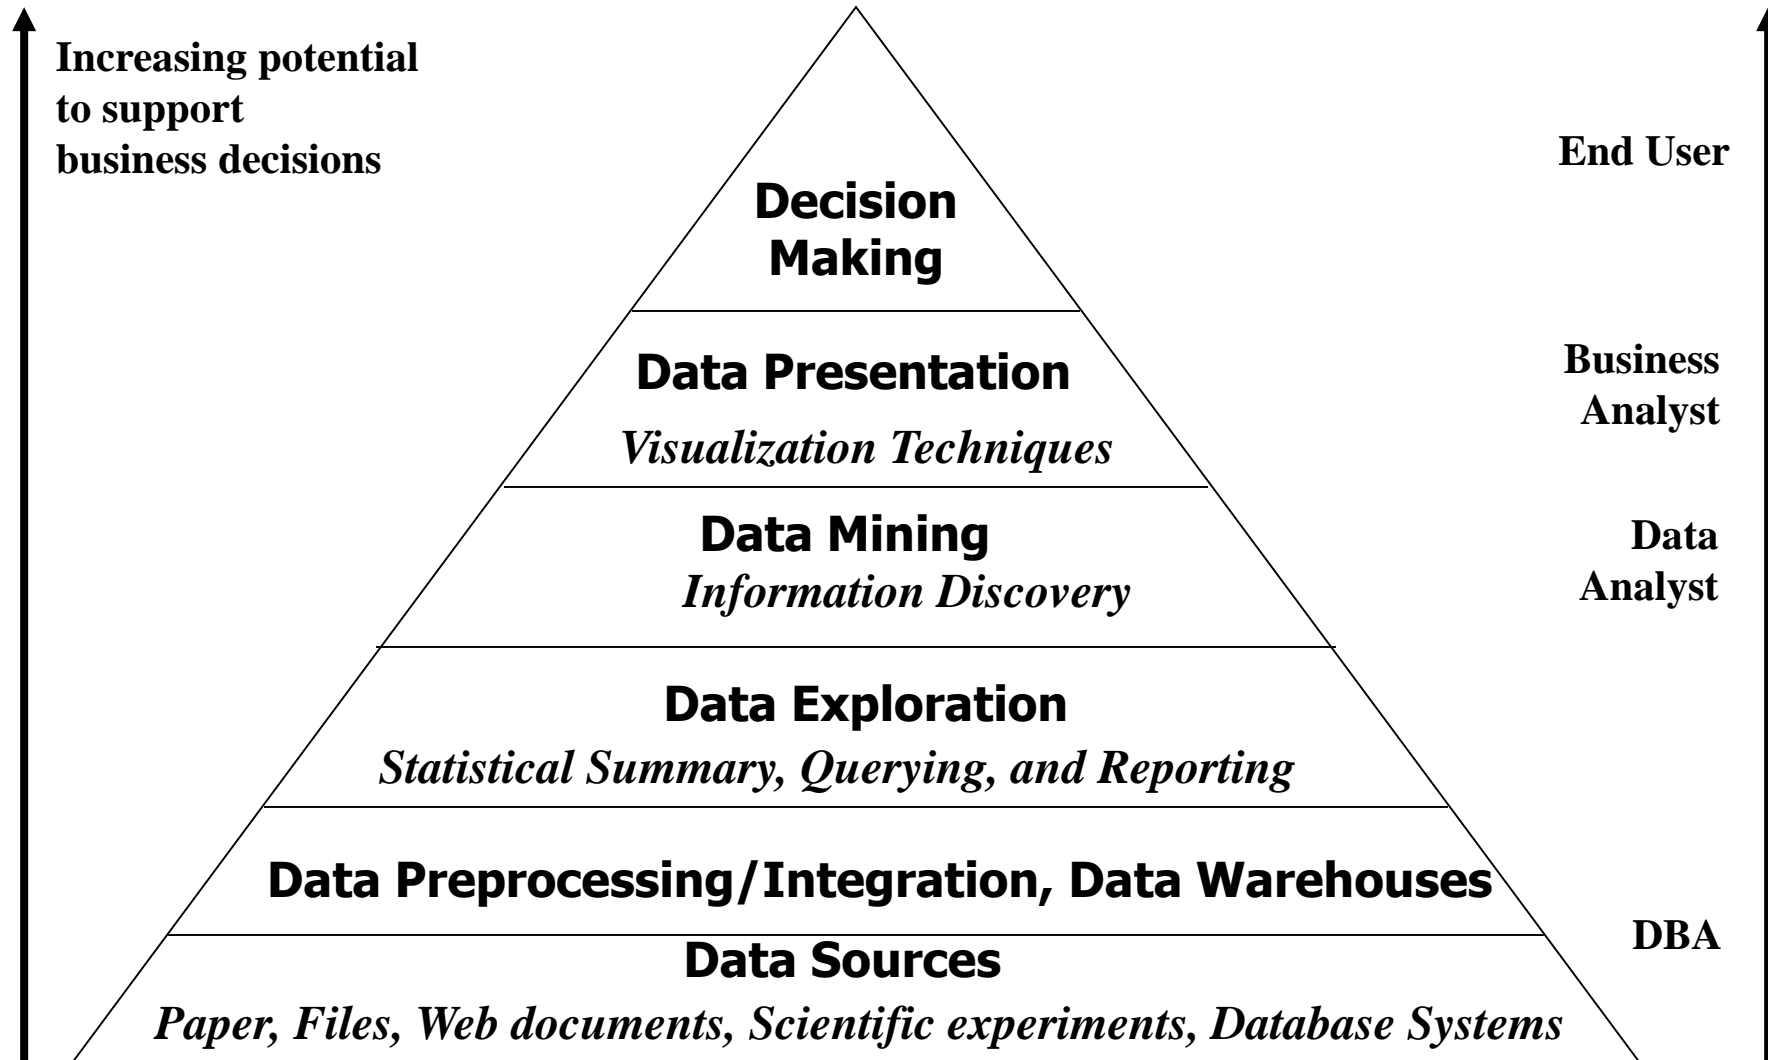 Increasing potential
to support
business decisions
End User
Decision
Making
Business
Analyst
Data Presentation
Visualization Techniques
Data
Analyst
Data Mining
Information Discovery
Data Exploration
Statistical Summary, Querying, and Reporting
Data Preprocessing/Integration, Data Warehouses
DBA
Data Sources
Paper, Files, Web documents, Scientific experiments, Database Systems